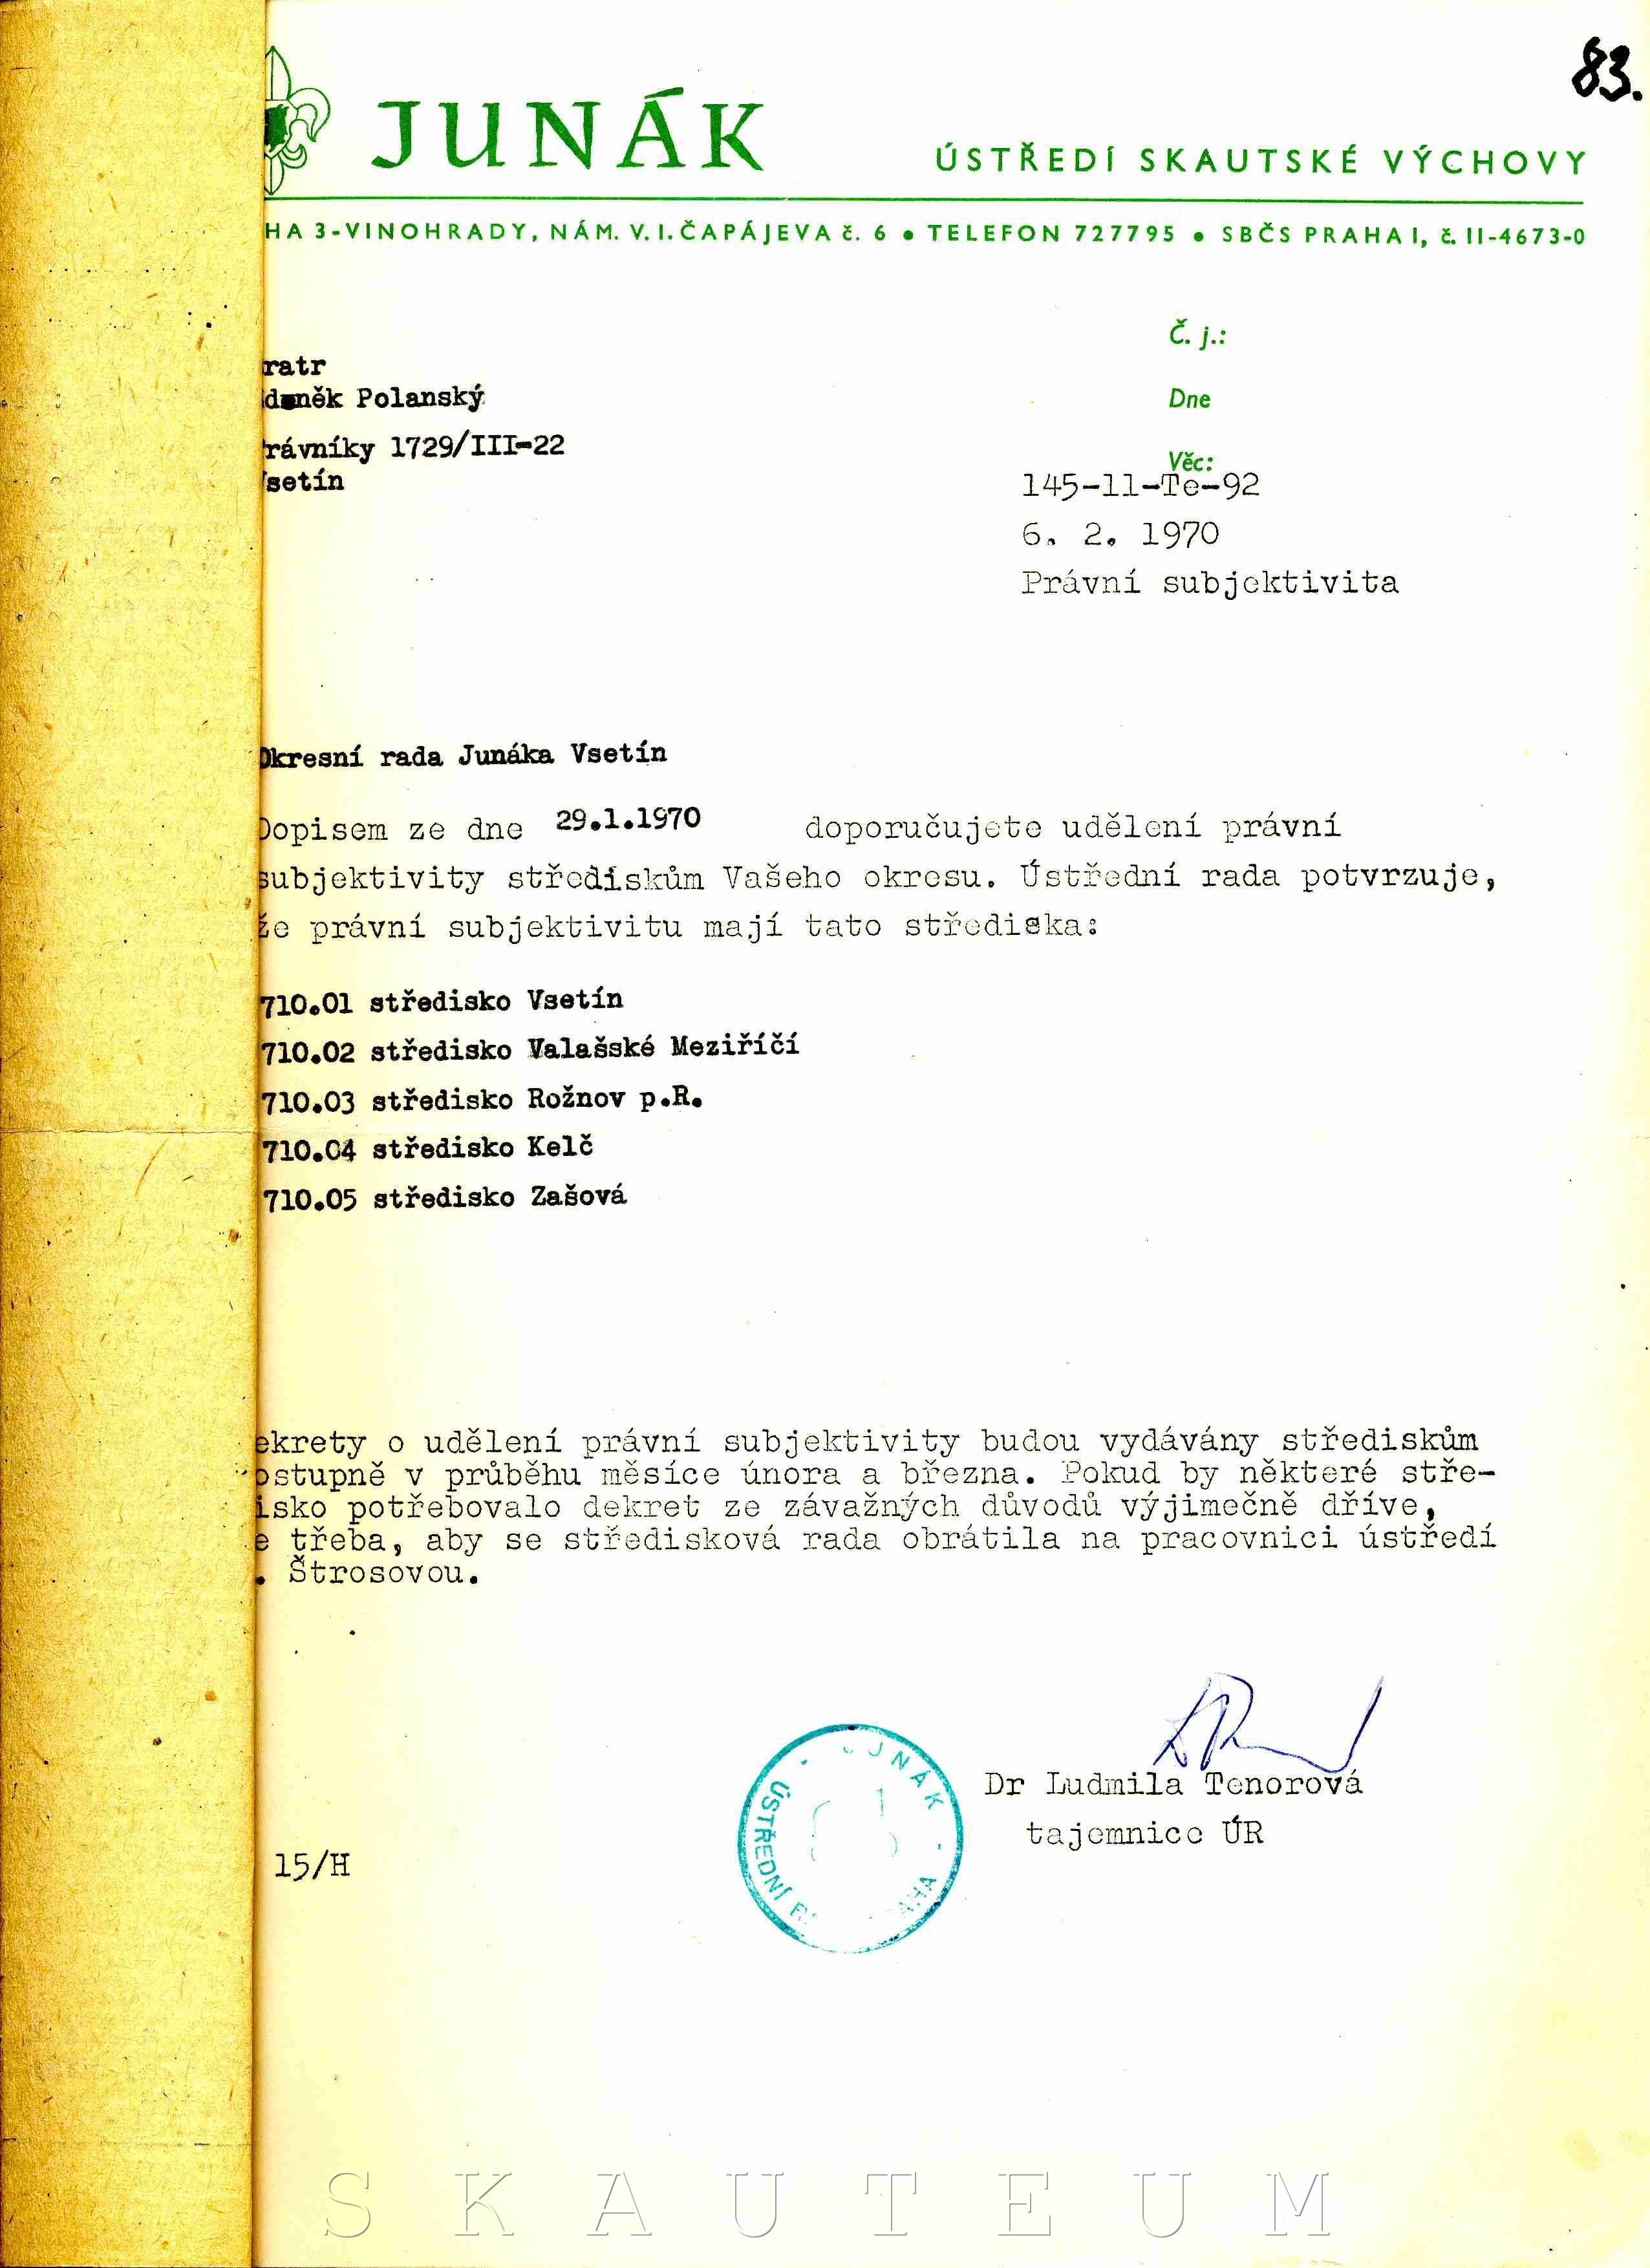 83.
JUNÁK
ÚSTŘEDÍ SKAUTSKÉ VÝCHOVY
HA 3-VINOHRADY, NÁM. V. I. ČAPÁJEVA č. 6 • TELEFON 727795 • SBČS PRAHA I, č. II-4673-0
Č. j.:
ratr
Dne
deněk Polanský
rávníky 1729/III-22
Věc:
setín
145-11-Te-92
6. 2. 1970
Právní subjektivita
Okresní rada Junáka Vsetín
Dopisem ze dne 29.1.1970 doporučujete udělení právní
subjektivity střediskům Vašeho okresu. Ústřední rada potvrzuje,
že právní subjektivitu mají tato střediska:
710.01 středisko Vsetín
710.02 středisko Valašské Meziříčí
710.03 středisko Rožnov p.R.
710.04 středisko Kelč
710.05 středisko Zašová
ekrety o udělení právní subjektivity budou vydávány střediskům
ostupně v průběhu měsíce února a března. Pokud by některé stře-
isko potřebovalo dekret ze závažných důvodů výjimečně dříve,
e třeba, aby se středisková rada obrátila na pracovnici ústředí
. Štrosovou.
JUNÁK
ÚSTŘEDNÍ
Dr Ludmila Tenorová
tajemnice ÚR
15/H
SKAUTEUM